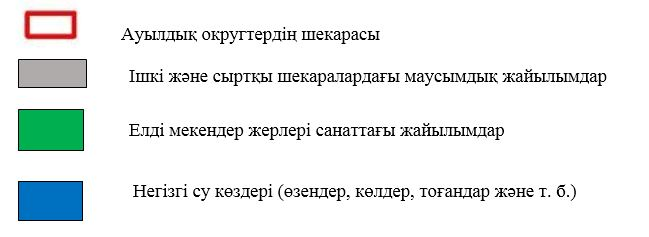 Ауылдық округтердің шекарасы
Ішкі және сыртқы шекаралардағы маусымдық жайылымдар
Елді мекендер жерлері санаттағы жайылымдар
Негізгі су көздері (өзендер, көлдер, тоғандар және т. б.)